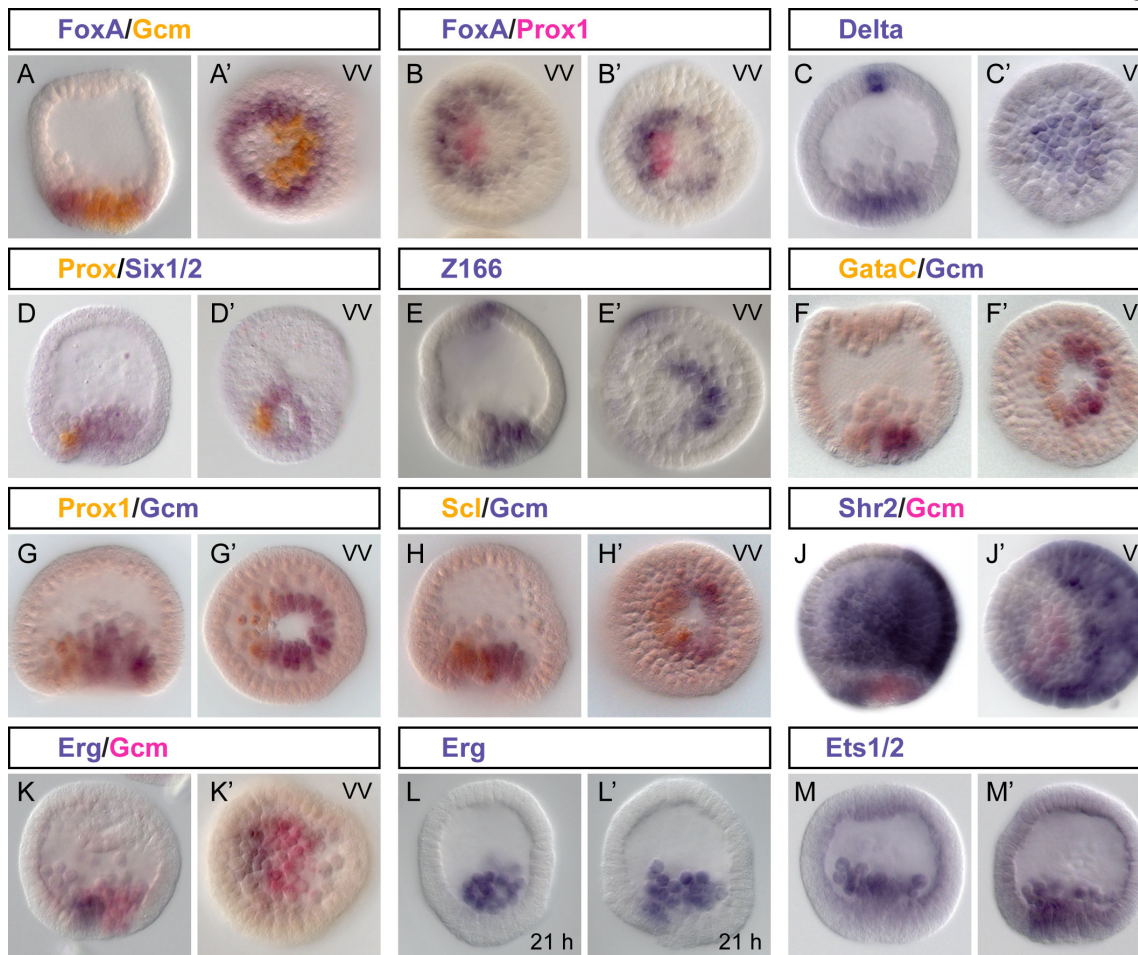 FoxA/Gcm
FoxA/Prox1
Delta
A
A’
VV
B
VV
B’
VV
C
C’
V
Prox/Six1/2
Z166
GataC/Gcm
D
D’
VV
E
E’
VV
F
F’
V
Prox1/Gcm
Scl/Gcm
Shr2/Gcm
G
G’
VV
H
H’
VV
J
J’
V
Erg/Gcm
Erg
Ets1/2
K
K’
VV
L
21 h
L’
21 h
M
M’